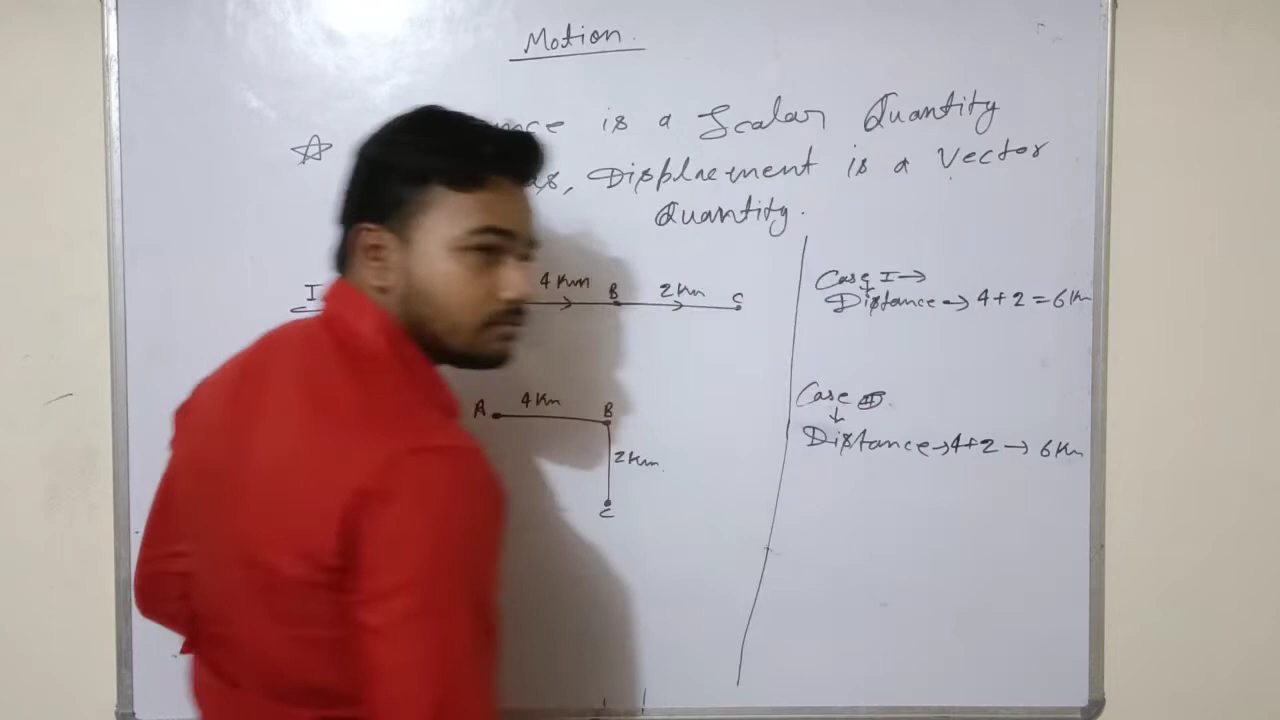 Motion.
is a Scalar Quantity
Displacement is a Vector
Quantity.
I 4 Km B 2 Km C
Case I →
Distance → 4 + 2 = 6 Km
A 4 Km B
2 Km.
C
Case
Distance → 4+2 → 6 Km